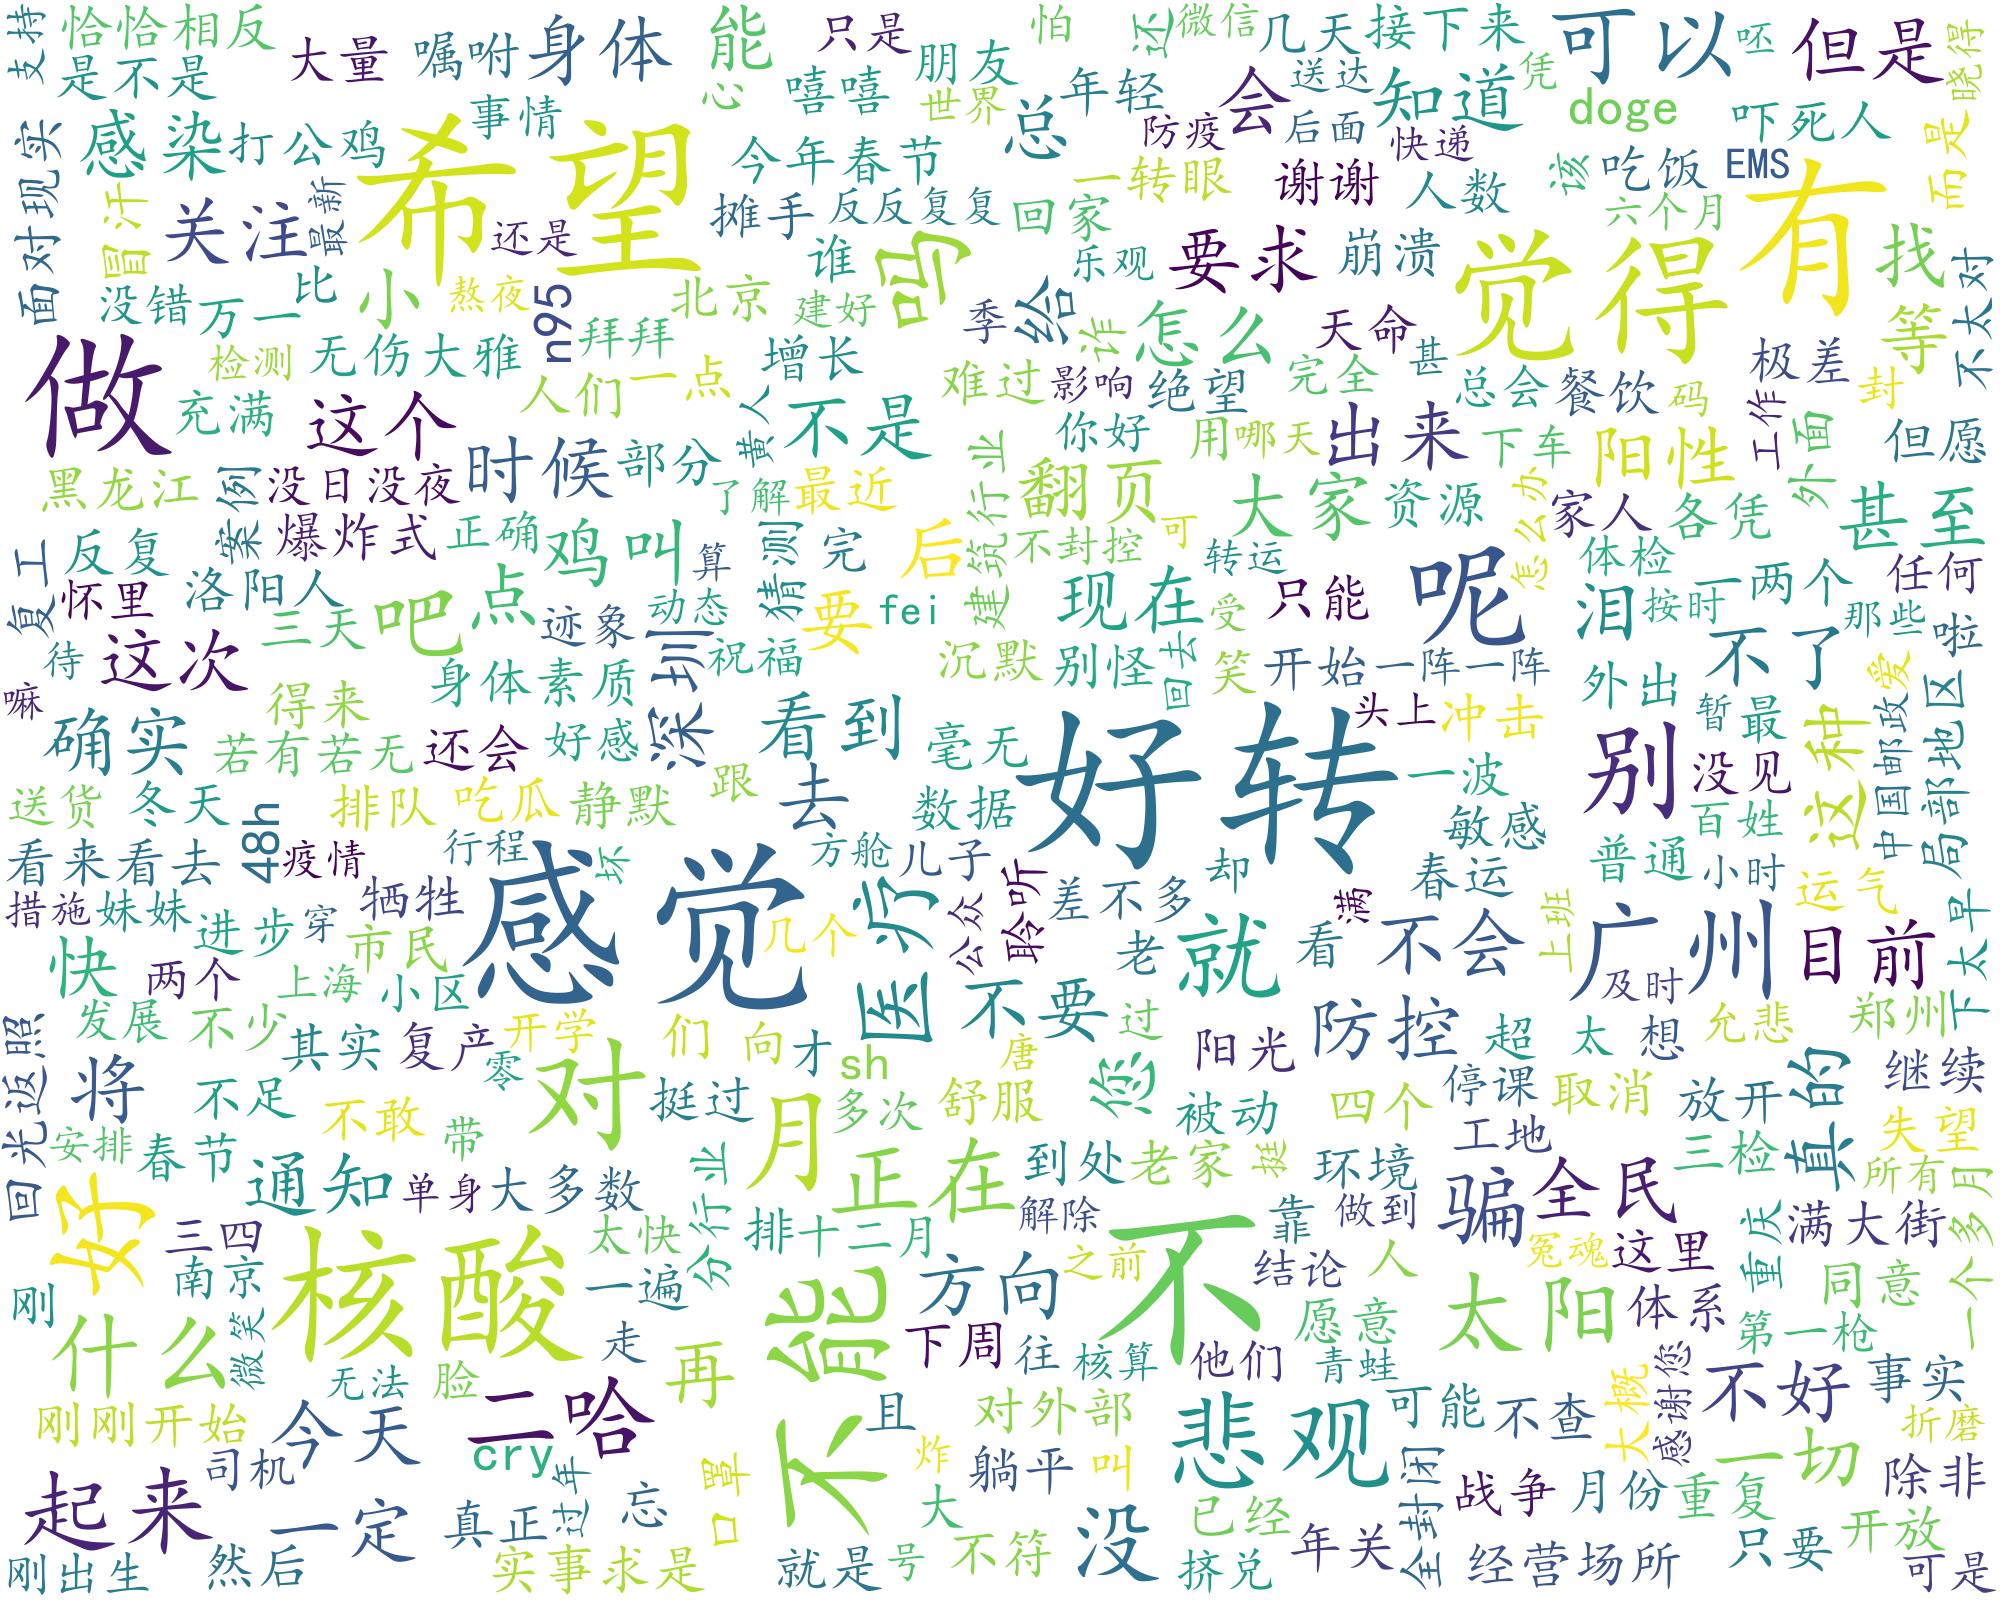 支持
恰恰相反
大量
嘱咐
身体
能
只是
怕
还
微信
几天
接下来
可以
呸
但是
晓得
是不是
心
嘻嘻
朋友
世界
总
年轻
会
送达
知道
凭
doge
吓死人
面对现实
感染
打公鸡
事情
希望
今年春节
防疫
后面
快递
而是
冒汗
关注
最新
还是
摊手
反反复复
回家
一转眼
谢谢
人数
该
吃饭
EMS
六个月
有
找
没错
万一
比
小
熬夜
n95
北京
谁
建好
吗
季
给
乐观
要求
崩溃
觉得
不太对
做
检测
无伤大雅
拜拜
人们
一点
增长
诈
怎么
天命
甚
等
充满
这个
黄人
不是
难过
影响
绝望
完全
总会
餐饮
码
极差
封
黑龙江
案例
没日没夜
时候
部分
了解
最近
建筑行业
你好
用
哪天
出来
下车
阳性
工作
外面
但愿
复工
反复
爆炸式
正确
鸡叫
算
猜测
完
后
翻页
不封控
可
大家
资源
怎么办
家人
各凭
甚至
怀里
洛阳人
三天
吧
点
迹象
动态
要
fei
现在
转运
受
只能
呢
体检
泪
按时
一两个
任何
那些
待
这次
身体素质
深圳
祝福
沉默
别怪
回去
笑
开始
一阵一阵
外出
不了
爱
啦
嘛
确实
得来
若有若无
还会
好感
看到
毫无
好转
头上
冲击
别
暂
最
没见
这种
中国邮政
局部地区
送货
冬天
48h
排队
吃瓜
静默
跟
去
数据
一波
敏感
百姓
看来看去
疫情
行程
坏
感觉
方舱
儿子
却
春运
普通
小时
运气
措施
妹妹
进步
穿
牺牲
市民
几个
医疗
公众
聆听
差不多
满
不会
上班
广州
目前
下太早
快
两个
上海
小区
不要
老
就
看
及时
回光返照
发展
不少
其实
复产
开学
们
向
才
sh
唐
过
阳光
防控
超
太
想
允悲
郑州
将
不足
不敢
零
对
挺过
月
多次
舒服
您
被动
四个
停课
取消
放开
真的
继续
安排
春节
带
分行业
正在
到处
老家
挺
环境
工地
三检
失望
所有
好
通知
单身
大多数
排
十二月
解除
靠
做到
骗
全民
重庆
满大街
一个多月
三四
南京
核酸
太快
一遍
不能
方向
之前
不
结论
人
冤魂
这里
同意
刚
什么
微笑
走
下周
往
核算
他们
愿意
青蛙
太阳
体系
第一枪
无法
脸
再
二哈
cry
且
对外部
悲观
可能
不查
大概
感谢您
不好
事实
刚刚开始
今天
司机
过年
忘
口罩
炸
躺平
叫
全封闭
战争
月份
一切
重复
折磨
除非
起来
一定
真正
大
没
已经
年关
只要
开放
刚出生
然后
实事求是
就是
号
不符
挤兑
经营场所
可是